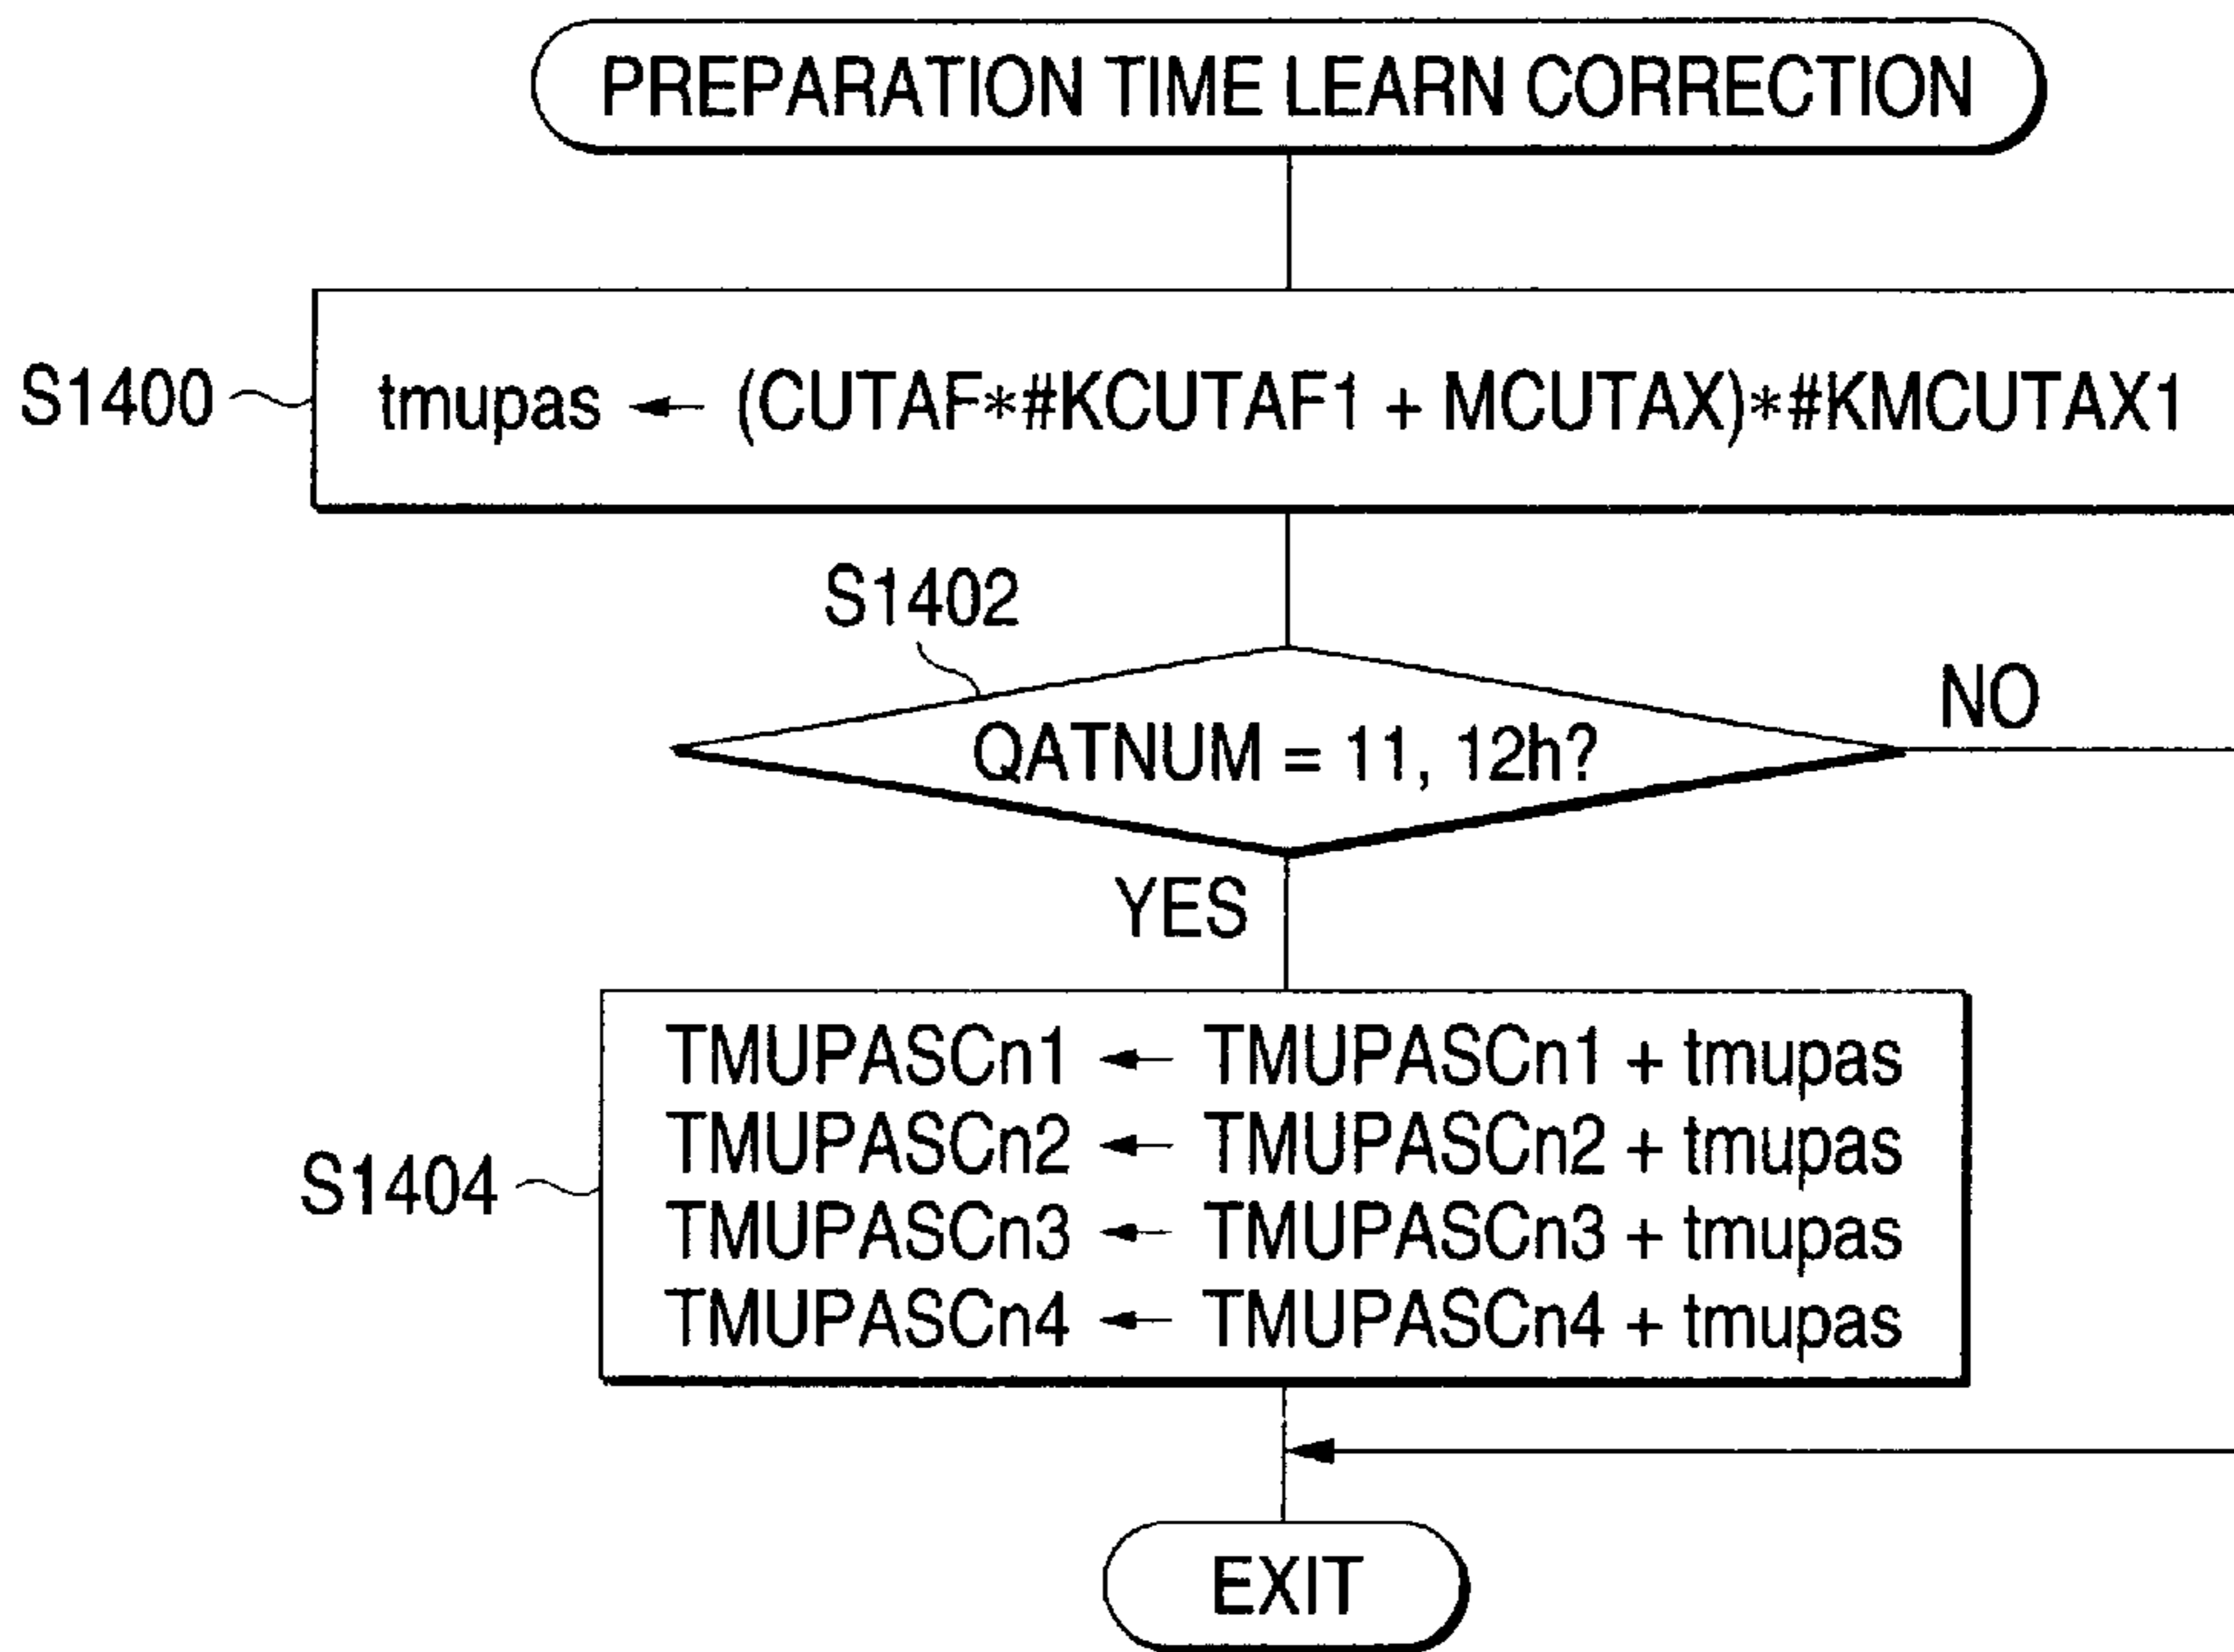 PREPARATION TIME LEARN CORRECTION
S1400
tmupas ← (CUTAF*#KCUTAF1 + MCUTAX)*#KMCUTAX1
S1402
QATNUM = 11, 12h?
NO
YES
S1404
TMUPASCn1 ← TMUPASCn1 + tmupas
TMUPASCn2 ← TMUPASCn2 + tmupas
TMUPASCn3 ← TMUPASCn3 + tmupas
TMUPASCn4 ← TMUPASCn4 + tmupas
EXIT